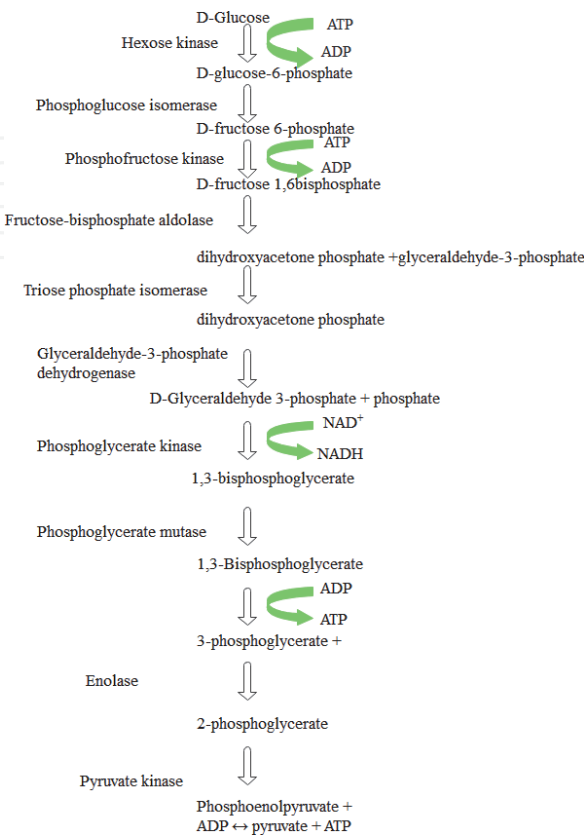 D-Glucose
ATP
Hexose kinase
ADP
D-glucose-6-phosphate
Phosphoglucose isomerase
D-fructose 6-phosphate
ATP
Phosphofructose kinase
ADP
D-fructose 1,6bisphosphate
Fructose-bisphosphate aldolase
dihydroxyacetone phosphate +glyceraldehyde-3-phosphate
Triose phosphate isomerase
dihydroxyacetone phosphate
Glyceraldehyde-3-phosphate
dehydrogenase
D-Glyceraldehyde 3-phosphate + phosphate
NAD⁺
Phosphoglycerate kinase
NADH
1,3-bisphosphoglycerate
Phosphoglycerate mutase
1,3-Bisphosphoglycerate
ADP
ATP
3-phosphoglycerate +
Enolase
2-phosphoglycerate
Pyruvate kinase
Phosphoenolpyruvate +
ADP ↔ pyruvate + ATP